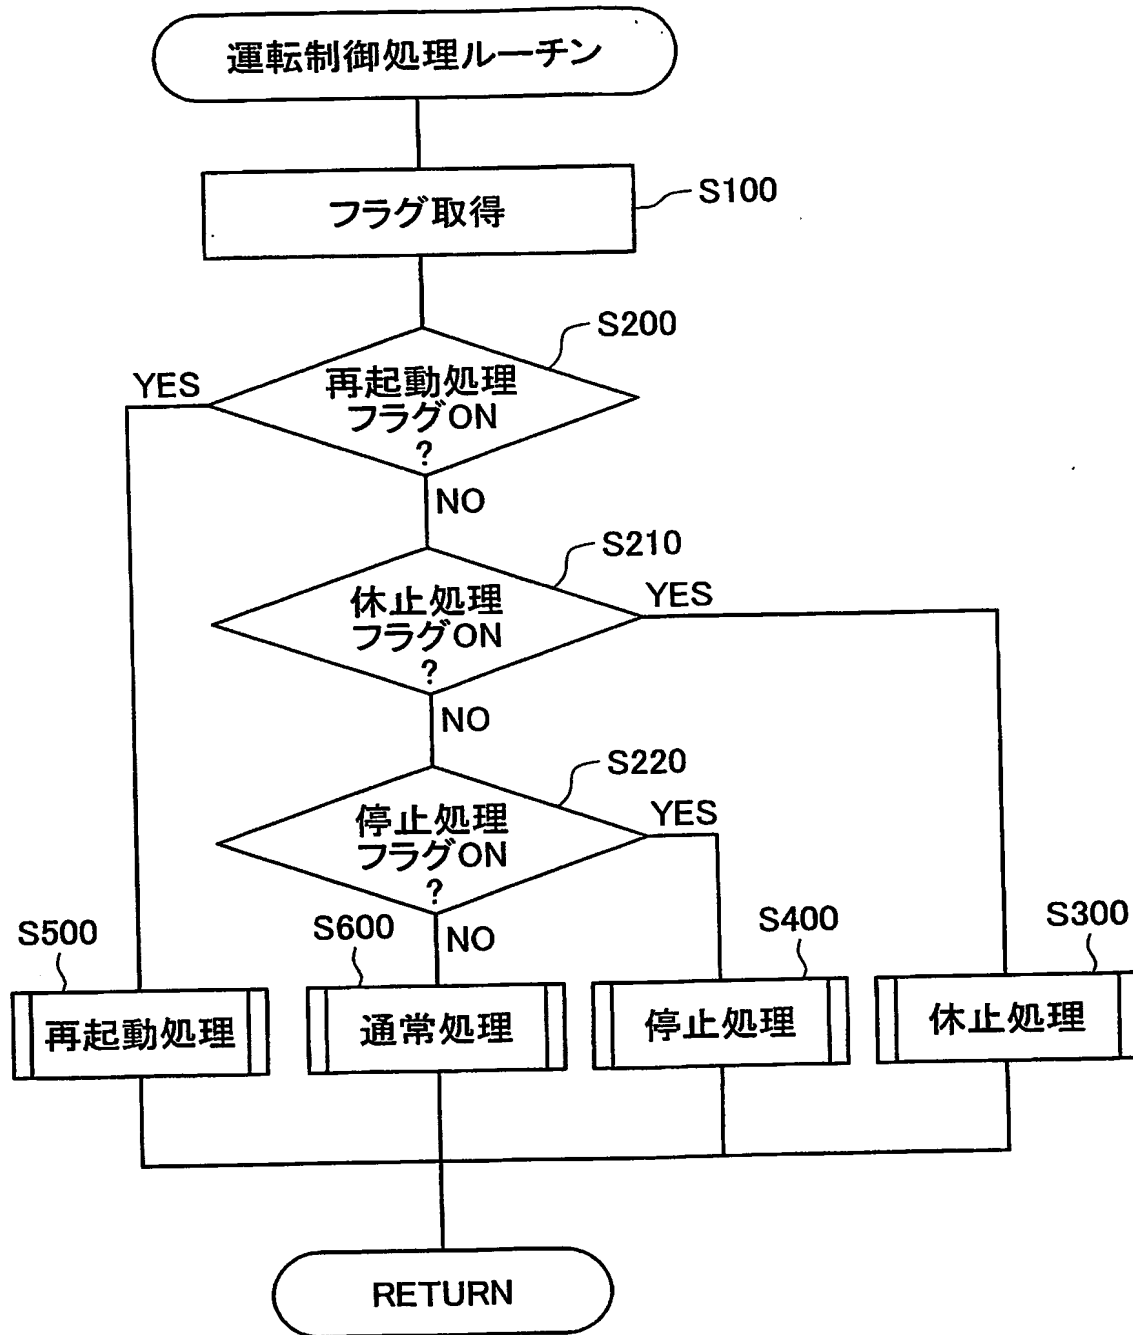 運転制御処理ルーチン
フラグ取得
S100
S200
再起動処理
フラグON
?
YES
NO
S210
休止処理
フラグON
?
YES
NO
S220
停止処理
フラグON
?
YES
NO
S500
再起動処理
S600
通常処理
S400
停止処理
S300
休止処理
RETURN